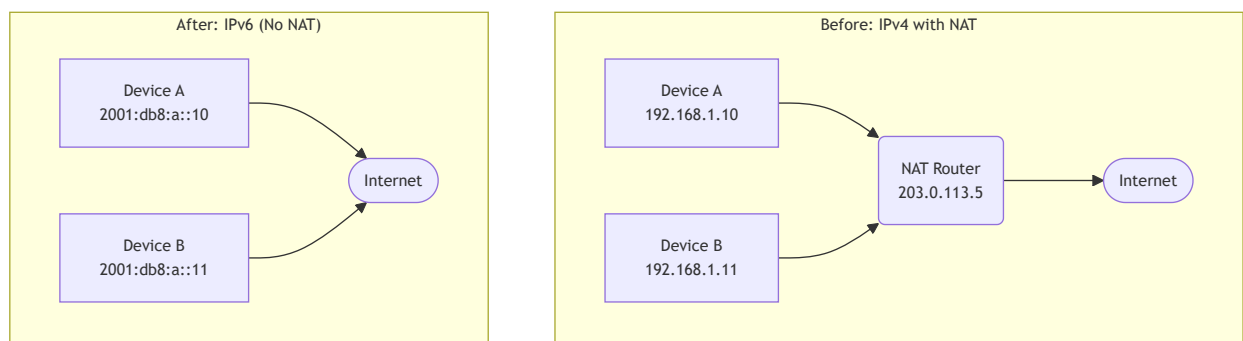 After: IPv6 (No NAT)
Device A
2001:db8:a::10
Internet
Device B
2001:db8:a::11
Before: IPv4 with NAT
Device A
192.168.1.10
NAT Router
203.0.113.5
Internet
Device B
192.168.1.11